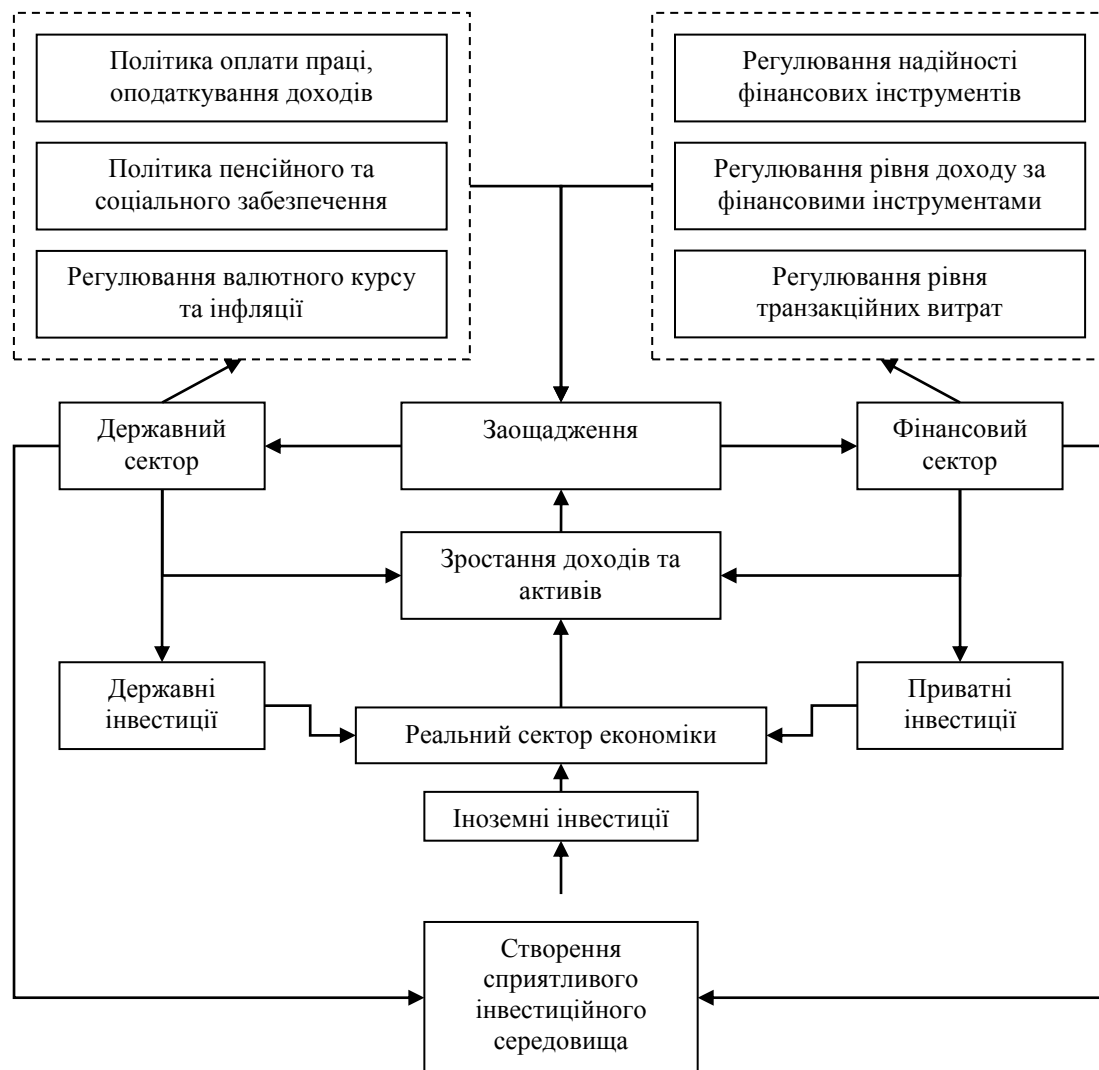 Політика оплати праці,
оподаткування доходів
Політика пенсійного та
соціального забезпечення
Регулювання валютного курсу
та інфляції
Регулювання надійності
фінансових інструментів
Регулювання рівня доходу за
фінансовими інструментами
Регулювання рівня
транзакційних витрат
Державний
сектор
Заощадження
Фінансовий
сектор
Зростання доходів та
активів
Державні
інвестиції
Реальний сектор економіки
Приватні
інвестиції
Іноземні інвестиції
Створення
сприятливого
інвестиційного
середовища